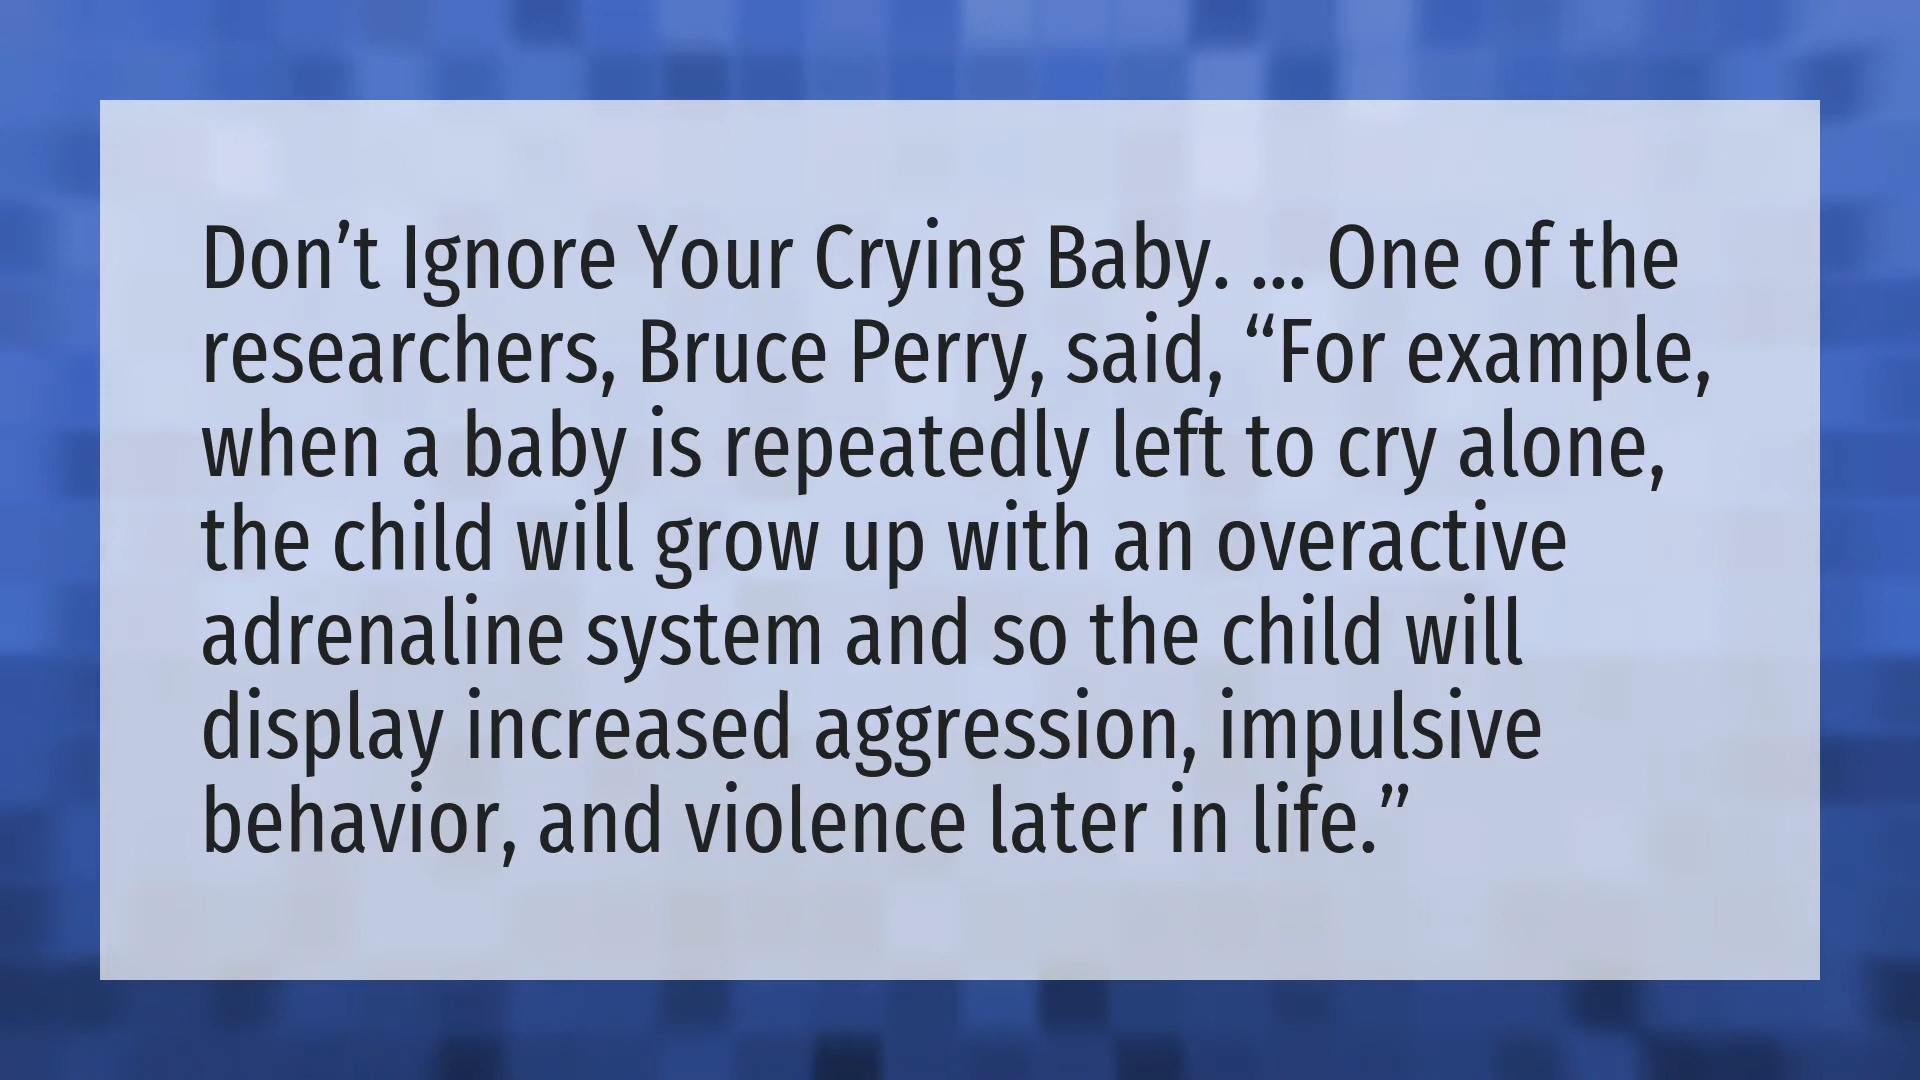 Don’t Ignore Your Crying Baby. ... One of the
researchers, Bruce Perry, said, “For example,
when a baby is repeatedly left to cry alone,
the child will grow up with an overactive
adrenaline system and so the child will
display increased aggression, impulsive
behavior, and violence later in life.”